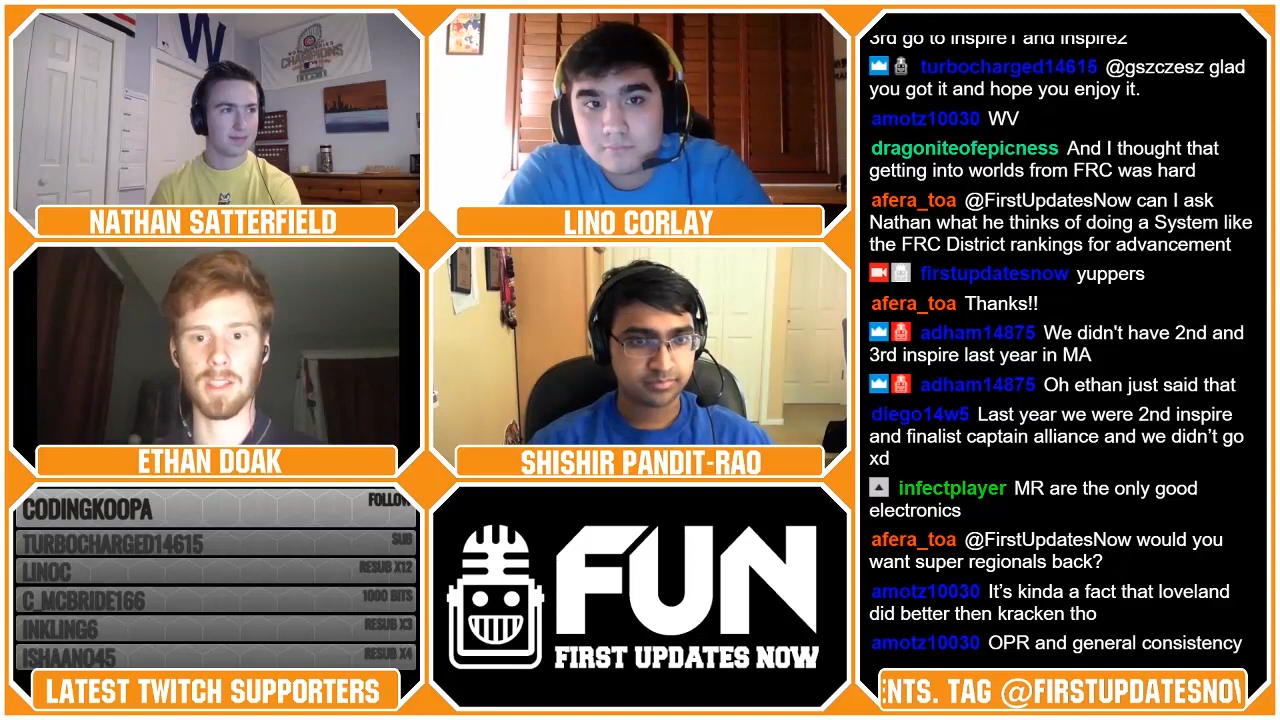 W
CHAMPIONS
NATHAN SATTERFIELD
LINO CORLAY
ETHAN DOAK
SHISHIR PANDIT-RAO
CODINGKOOPA FOLLOW
TURBOCHARGED14615 SUB
LINOC RESUB X12
C_MCBRIDE166 1000 BITS
INKLING6 RESUB X3
ISHAAN045 RESUB X4
LATEST TWITCH SUPPORTERS
FUN
FIRST UPDATES NOW
3rd go to inspire1 and inspire2
turbocharged14615 @gszczesz glad
you got it and hope you enjoy it.
amotz10030 WV
dragoniteofepicness And I thought that
getting into worlds from FRC was hard
afera_toa @FirstUpdatesNow can I ask
Nathan what he thinks of doing a System like
the FRC District rankings for advancement
firstupdatesnow yuppers
afera_toa Thanks!!
adham14875 We didn't have 2nd and
3rd inspire last year in MA
adham14875 Oh ethan just said that
diego14w5 Last year we were 2nd inspire
and finalist captain alliance and we didn’t go
xd
infectplayer MR are the only good
electronics
afera_toa @FirstUpdatesNow would you
want super regionals back?
amotz10030 It’s kinda a fact that loveland
did better then kracken tho
amotz10030 OPR and general consistency
ENTS. TAG @FIRSTUPDATESNOW